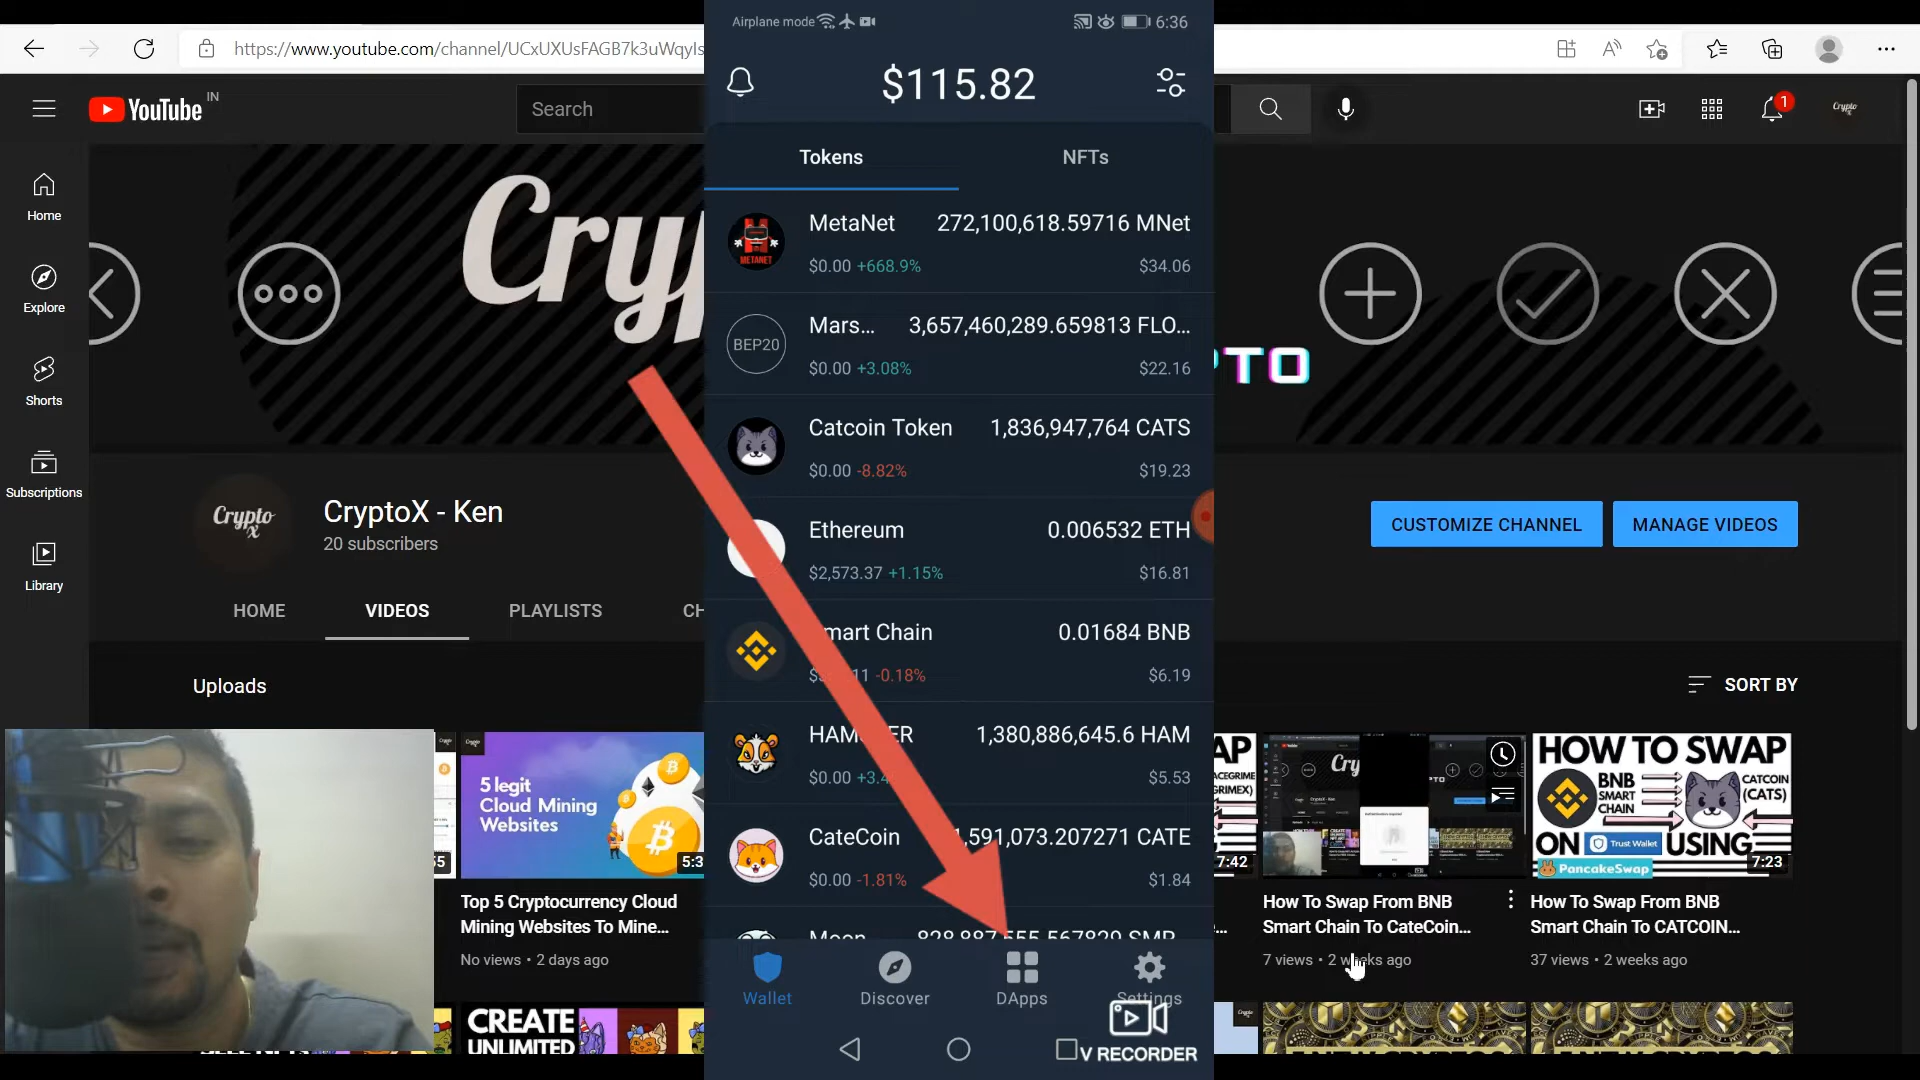 https://www.youtube.com/channel/UCxUXUsFAGB7k3uWqyIs
YouTube IN
Search
1
Crypto
Home
Explore
Shorts
Subscriptions
Library
Cry
PTO
Crypto
x
CryptoX - Ken
20 subscribers
CUSTOMIZE CHANNEL
MANAGE VIDEOS
HOME
VIDEOS
PLAYLISTS
CH
Uploads
SORT BY
5 legit
Cloud Mining
Websites
55
5:3
Top 5 Cryptocurrency Cloud
Mining Websites To Mine...
No views • 2 days ago
CREATE
UNLIMITED
Airplane mode
6:36
$115.82
Tokens
NFTs
METANET
MetaNet
272,100,618.59716 MNet
$0.00 +668.9%
$34.06
BEP20
Mars...
3,657,460,289.659813 FLO...
$0.00 +3.08%
$22.16
Catcoin Token
1,836,947,764 CATS
$0.00 -8.82%
$19.23
Ethereum
0.006532 ETH
$2,573.37 +1.15%
$16.81
mart Chain
0.01684 BNB
11 -0.18%
$6.19
HAM ER
1,380,886,645.6 HAM
$0.00 +3.4
$5.53
CateCoin
,591,073.207271 CATE
$0.00 -1.81%
$1.84
Moon
Wallet
Discover
DApps
Settings
V RECORDER
7:42
How To Swap From BNB
Smart Chain To CateCoin...
7 views • 2 weeks ago
HOW TO SWAP
BNB
SMART
CHAIN
CATCOIN
(CATS)
ON
Trust Wallet
USING
PancakeSwap
7:23
How To Swap From BNB
Smart Chain To CATCOIN...
37 views • 2 weeks ago